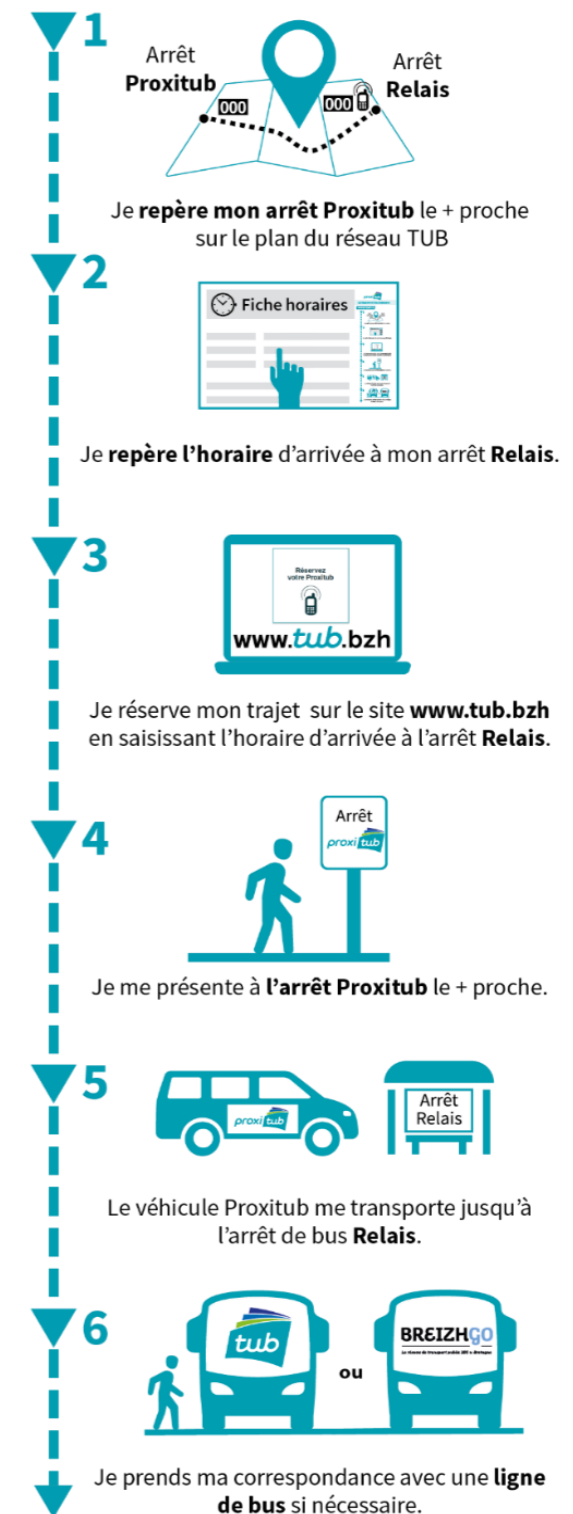 1
Arrêt
Proxitub
Arrêt
Relais
000
000
Je repère mon arrêt Proxitub le + proche
sur le plan du réseau TUB
2
Fiche horaires
Je repère l’horaire d’arrivée à mon arrêt Relais.
3
Réservez
votre Proxitub
www.tub.bzh
Je réserve mon trajet sur le site www.tub.bzh
en saisissant l’horaire d’arrivée à l’arrêt Relais.
4
Arrêt
proxitub
Je me présente à l’arrêt Proxitub le + proche.
5
proxitub
Arrêt
Relais
Le véhicule Proxitub me transporte jusqu’à
l’arrêt de bus Relais.
6
tub
ou
BREIZHGO
Je prends ma correspondance avec une ligne
de bus si nécessaire.